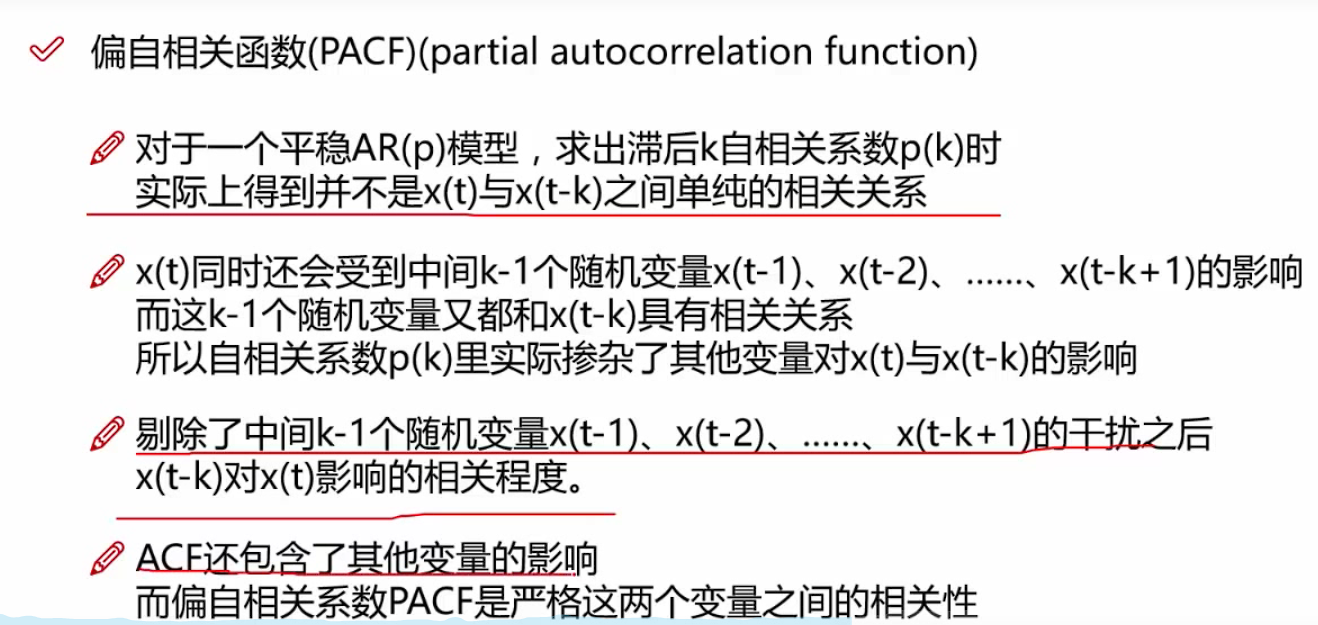 偏自相关函数(PACF)(partial autocorrelation function)
对于一个平稳AR(p)模型，求出滞后k自相关系数p(k)时
实际上得到并不是x(t)与x(t-k)之间单纯的相关关系
x(t)同时还会受到中间k-1个随机变量x(t-1)、x(t-2)、……、x(t-k+1)的影响
而这k-1个随机变量又都和x(t-k)具有相关关系
所以自相关系数p(k)里实际掺杂了其他变量对x(t)与x(t-k)的影响
剔除了中间k-1个随机变量x(t-1)、x(t-2)、……、x(t-k+1)的干扰之后
x(t-k)对x(t)影响的相关程度。
ACF还包含了其他变量的影响
而偏自相关系数PACF是严格这两个变量之间的相关性